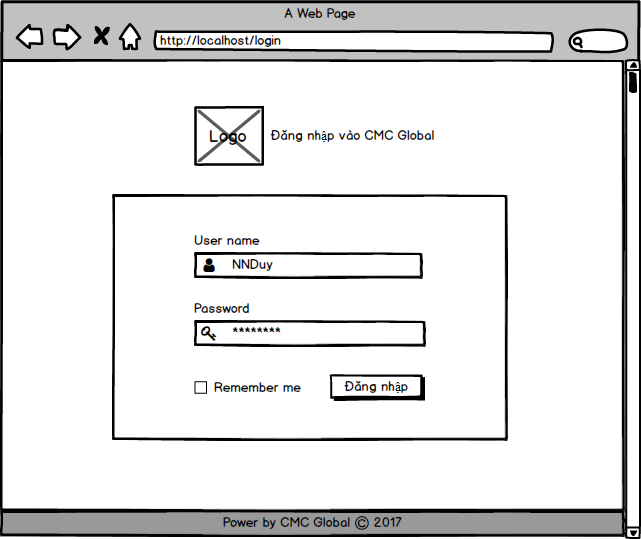 A Web Page
http://localhost/login
Logo
Đăng nhập vào CMC Global
User name
NNDuy
Password
********
Remember me
Đăng nhập
Power by CMC Global © 2017